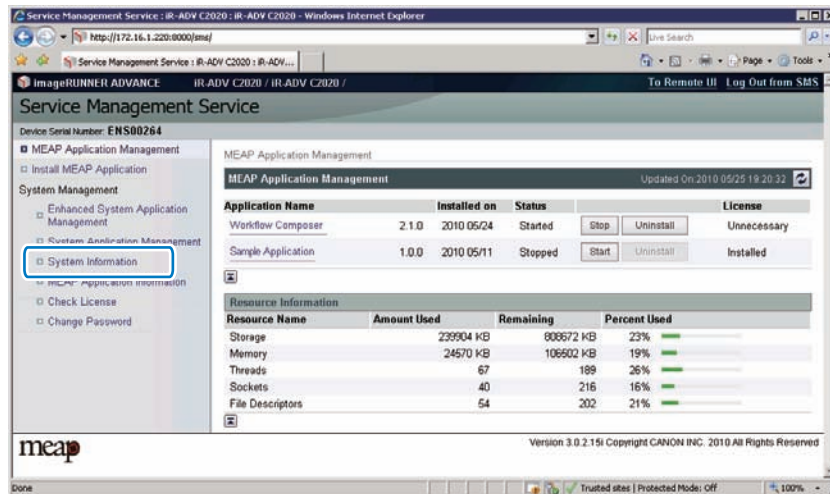 Service Management Service : iR-ADV C2020 : iR-ADV C2020 - Windows Internet Explorer
http://172.16.1.220:8000/sms/
Live Search
Service Management Service : iR-ADV C2020 : iR-ADV...
Page
Tools
imageRUNNER ADVANCE
iR-ADV C2020 / iR-ADV C2020 /
To Remote UI
Log Out from SMS
Service Management Service
Device Serial Number: ENS00264
MEAP Application Management
Install MEAP Application
System Management
Enhanced System Application
Management
System Application Management
System Information
MEAP Application Information
Check License
Change Password
MEAP Application Management
MEAP Application Management
Updated On:2010 05/25 19:20:32
Application Name Installed on Status License
Workflow Composer 2.1.0 2010 05/24 Started Stop Uninstall Unnecessary
Sample Application 1.0.0 2010 05/11 Stopped Start Uninstall Installed
Resource Information
Resource Name Amount Used Remaining Percent Used
Storage 239904 KB 808672 KB 23%
Memory 24570 KB 106502 KB 19%
Threads 67 189 26%
Sockets 40 216 16%
File Descriptors 54 202 21%
meap
Version 3.0.2.15i Copyright CANON INC. 2010 All Rights Reserved
Done
Trusted sites | Protected Mode: Off
100%